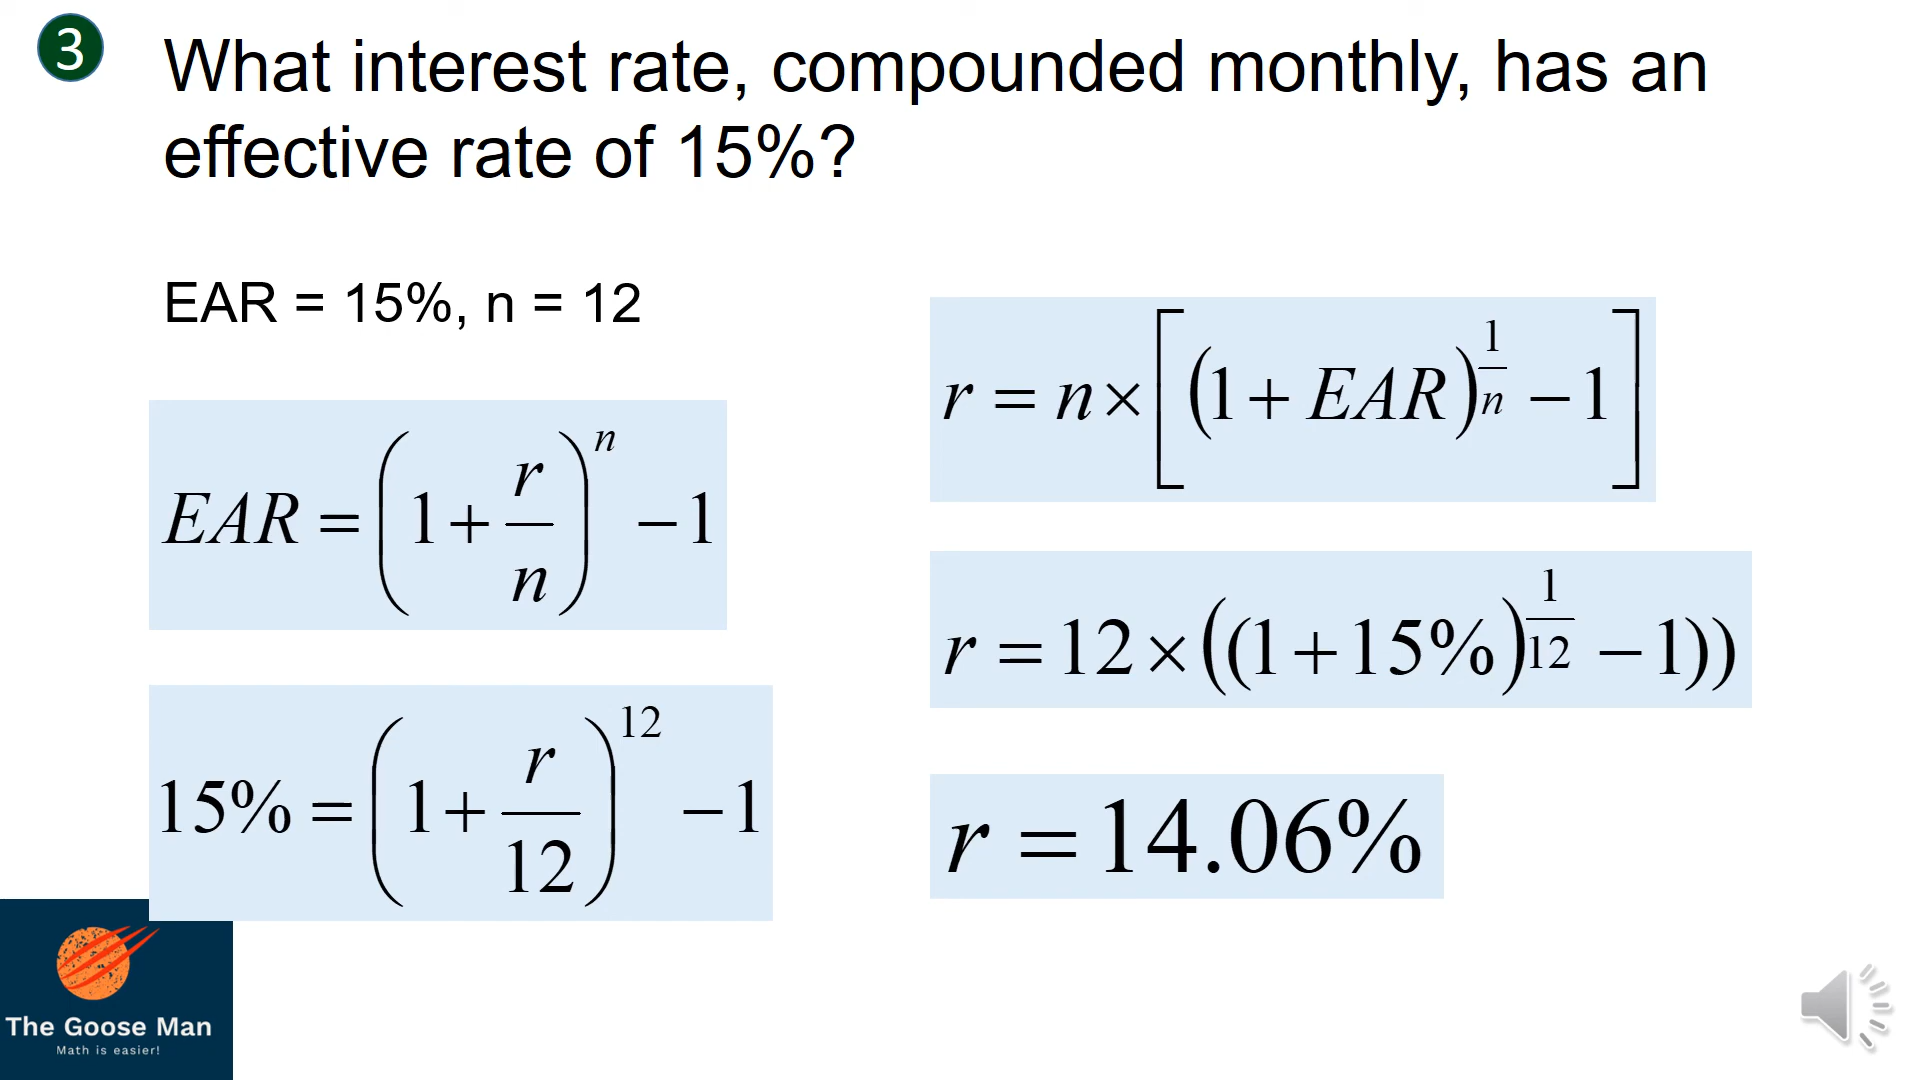 3
What interest rate, compounded monthly, has an
effective rate of 15%?
EAR = 15%, n = 12
EAR = (1 + r/n)^n − 1
15% = (1 + r/12)^12 − 1
r = n × [(1 + EAR)^(1/n) − 1]
r = 12 × ((1 + 15%)^(1/12) − 1))
r = 14.06%
The Goose Man
Math is easier!